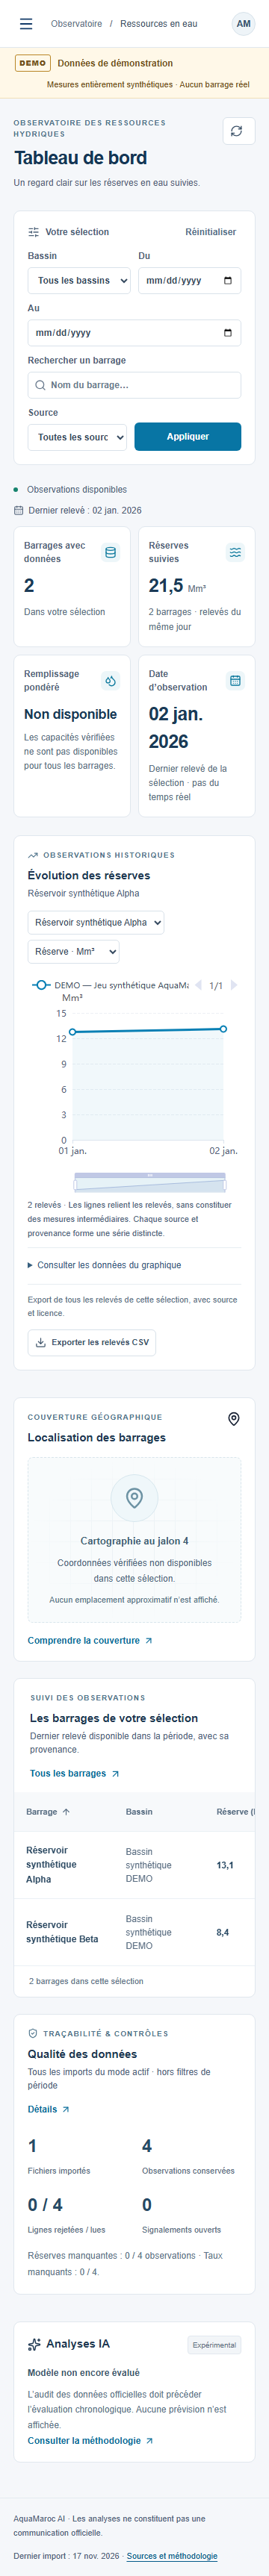 Observatoire / Ressources en eau AM
DEMO Données de démonstration
Mesures entièrement synthétiques · Aucun barrage réel
OBSERVATOIRE DES RESSOURCES
HYDRIQUES
Tableau de bord
Un regard clair sur les réserves en eau suivies.
Votre sélection Réinitialiser
Bassin Du
Tous les bassins mm/dd/yyyy
Au
mm/dd/yyyy
Rechercher un barrage
Nom du barrage...
Source
Toutes les sourc Appliquer
Observations disponibles
Dernier relevé : 02 jan. 2026
Barrages avec
données
2
Dans votre sélection
Réserves
suivies
21,5 Mm³
2 barrages · relevés du
même jour
Remplissage
pondéré
Non disponible
Les capacités vérifiées
ne sont pas disponibles
pour tous les barrages.
Date
d'observation
02 jan.
2026
Dernier relevé de la
sélection · pas du
temps réel
OBSERVATIONS HISTORIQUES
Évolution des réserves
Réservoir synthétique Alpha
Réservoir synthétique Alpha
Réserve · Mm³
DEMO — Jeu synthétique AquaMa 1/1
Mm³
15
12
9
6
3
0
01 jan. 02 jan.
2 relevés · Les lignes relient les relevés, sans constituer
des mesures intermédiaires. Chaque source et
provenance forme une série distincte.
Consulter les données du graphique
Export de tous les relevés de cette sélection, avec source
et licence.
Exporter les relevés CSV
COUVERTURE GÉOGRAPHIQUE
Localisation des barrages
Cartographie au jalon 4
Coordonnées vérifiées non disponibles
dans cette sélection.
Aucun emplacement approximatif n'est affiché.
Comprendre la couverture
SUIVI DES OBSERVATIONS
Les barrages de votre sélection
Dernier relevé disponible dans la période, avec sa
provenance.
Tous les barrages
Barrage Bassin Réserve (
Réservoir
synthétique
Alpha
Bassin
synthétique
DEMO
13,1
Réservoir
synthétique Beta
Bassin
synthétique
DEMO
8,4
2 barrages dans cette sélection
TRAÇABILITÉ & CONTRÔLES
Qualité des données
Tous les imports du mode actif · hors filtres de
période
Détails
1 4
Fichiers importés Observations conservées
0 / 4 0
Lignes rejetées / lues Signalements ouverts
Réserves manquantes : 0 / 4 observations · Taux
manquants : 0 / 4.
Analyses IA Expérimental
Modèle non encore évalué
L'audit des données officielles doit précéder
l'évaluation chronologique. Aucune prévision n'est
affichée.
Consulter la méthodologie
AquaMaroc AI · Les analyses ne constituent pas une
communication officielle.
Dernier import : 17 nov. 2026 · Sources et méthodologie